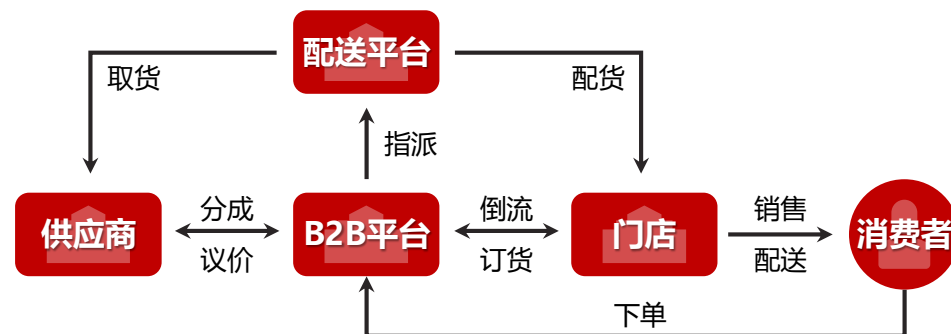 配送平台
取货
配货
指派
供应商
分成
议价
B2B平台
倒流
订货
门店
销售
配送
消费者
下单